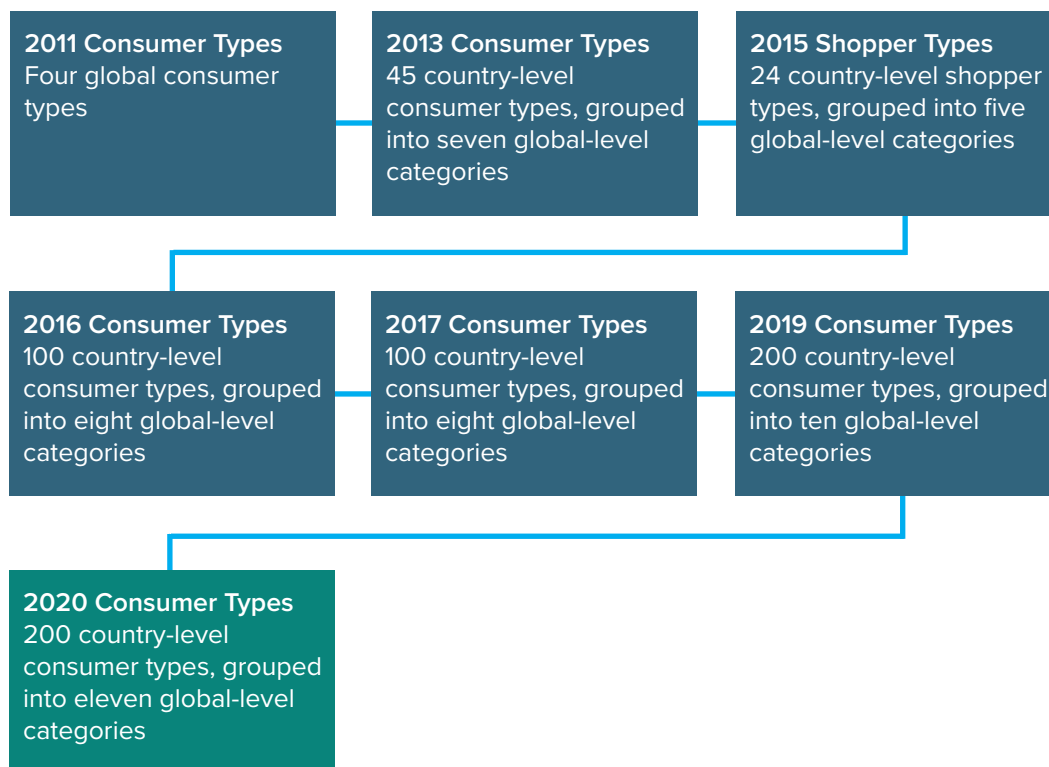 2011 Consumer Types
Four global consumer
types
2013 Consumer Types
45 country-level
consumer types, grouped
into seven global-level
categories
2015 Shopper Types
24 country-level shopper
types, grouped into five
global-level categories
2016 Consumer Types
100 country-level
consumer types, grouped
into eight global-level
categories
2017 Consumer Types
100 country-level
consumer types, grouped
into eight global-level
categories
2019 Consumer Types
200 country-level
consumer types, grouped
into ten global-level
categories
2020 Consumer Types
200 country-level
consumer types, grouped
into eleven global-level
categories